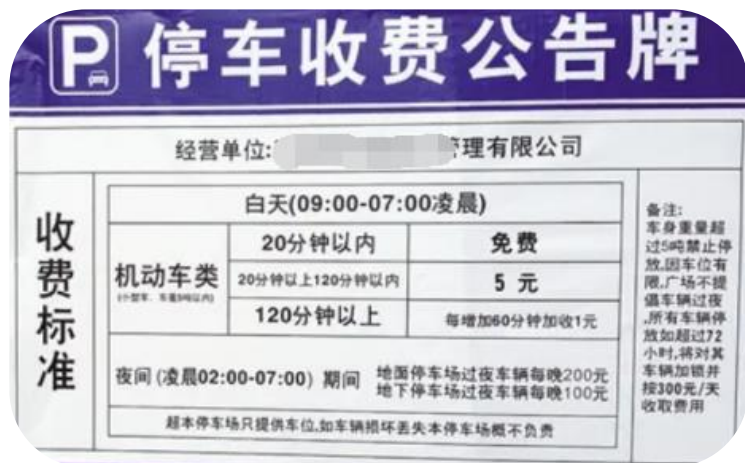 P 停车收费公告牌
经营单位:
管理有限公司
收费标准
白天(09:00-07:00凌晨)
机动车类
(小型车、车重5吨以内)
20分钟以内 免费
20分钟以上120分钟以内 5 元
120分钟以上 每增加60分钟加收1元
夜间 (凌晨02:00-07:00) 期间
地面停车场过夜车辆每晚200元
地下停车场过夜车辆每晚100元
超本停车场只提供车位,如车辆损坏丢失本停车场概不负责
备注:
车身重量超
过5吨禁止停
放,因车位有
限,广场不提
倡车辆过夜
,所有车辆停
放如超过72
小时,将对其
车辆加锁并
按300元/天
收取费用